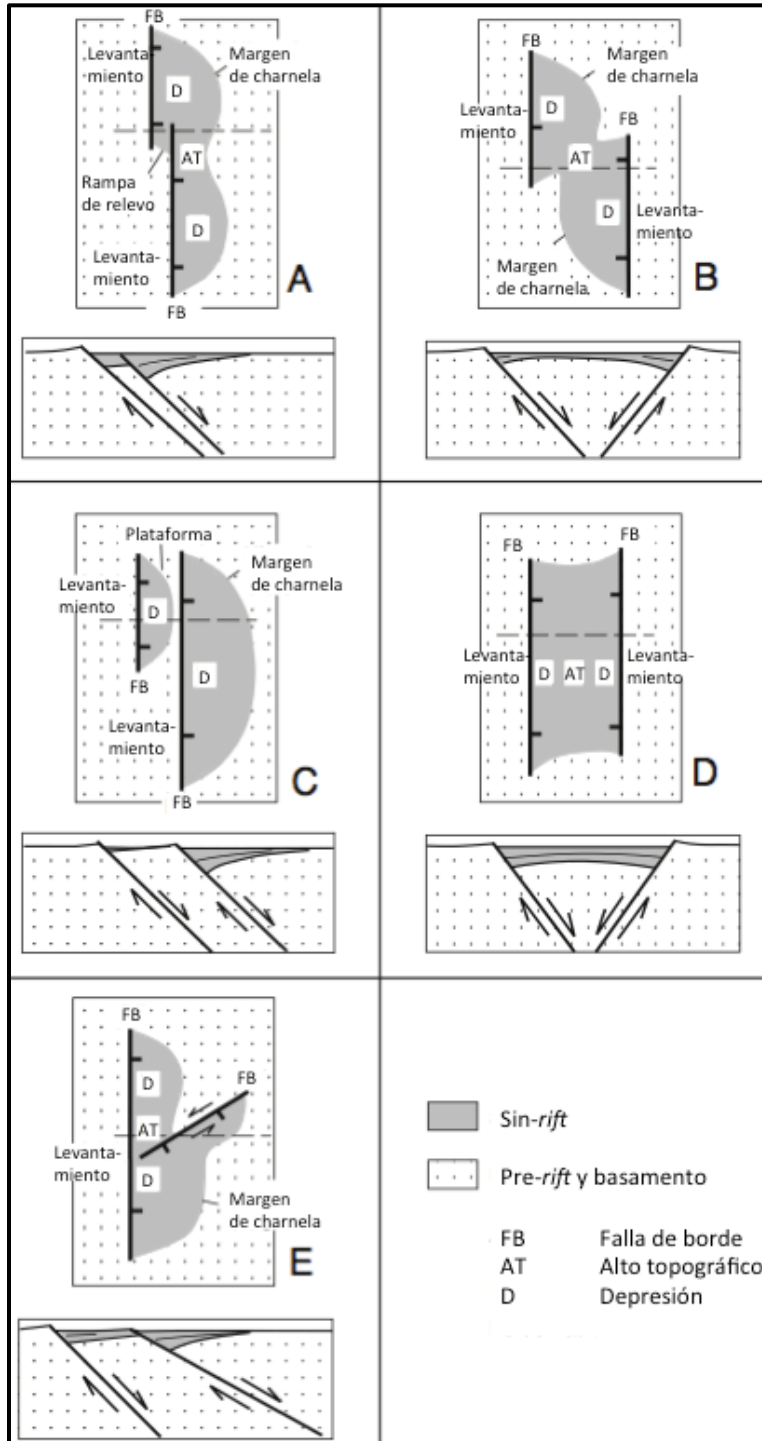 FB
Levanta-
miento
Margen
de charnela
D
AT
Rampa
de relevo
D
Levanta-
miento
FB
A
FB
Margen
de charnela
D
FB
Levanta-
miento
AT
D
Levanta-
miento
Margen
de charnela
B
Plataforma
Levanta-
miento
Margen
de charnela
D
FB
D
Levanta-
miento
FB
C
FB
FB
Levanta-
miento
D
AT
D
Levanta-
miento
D
FB
D
FB
AT
Levanta-
miento
D
Margen
de charnela
E
Sin-rift
Pre-rift y basamento
FB Falla de borde
AT Alto topográfico
D Depresión